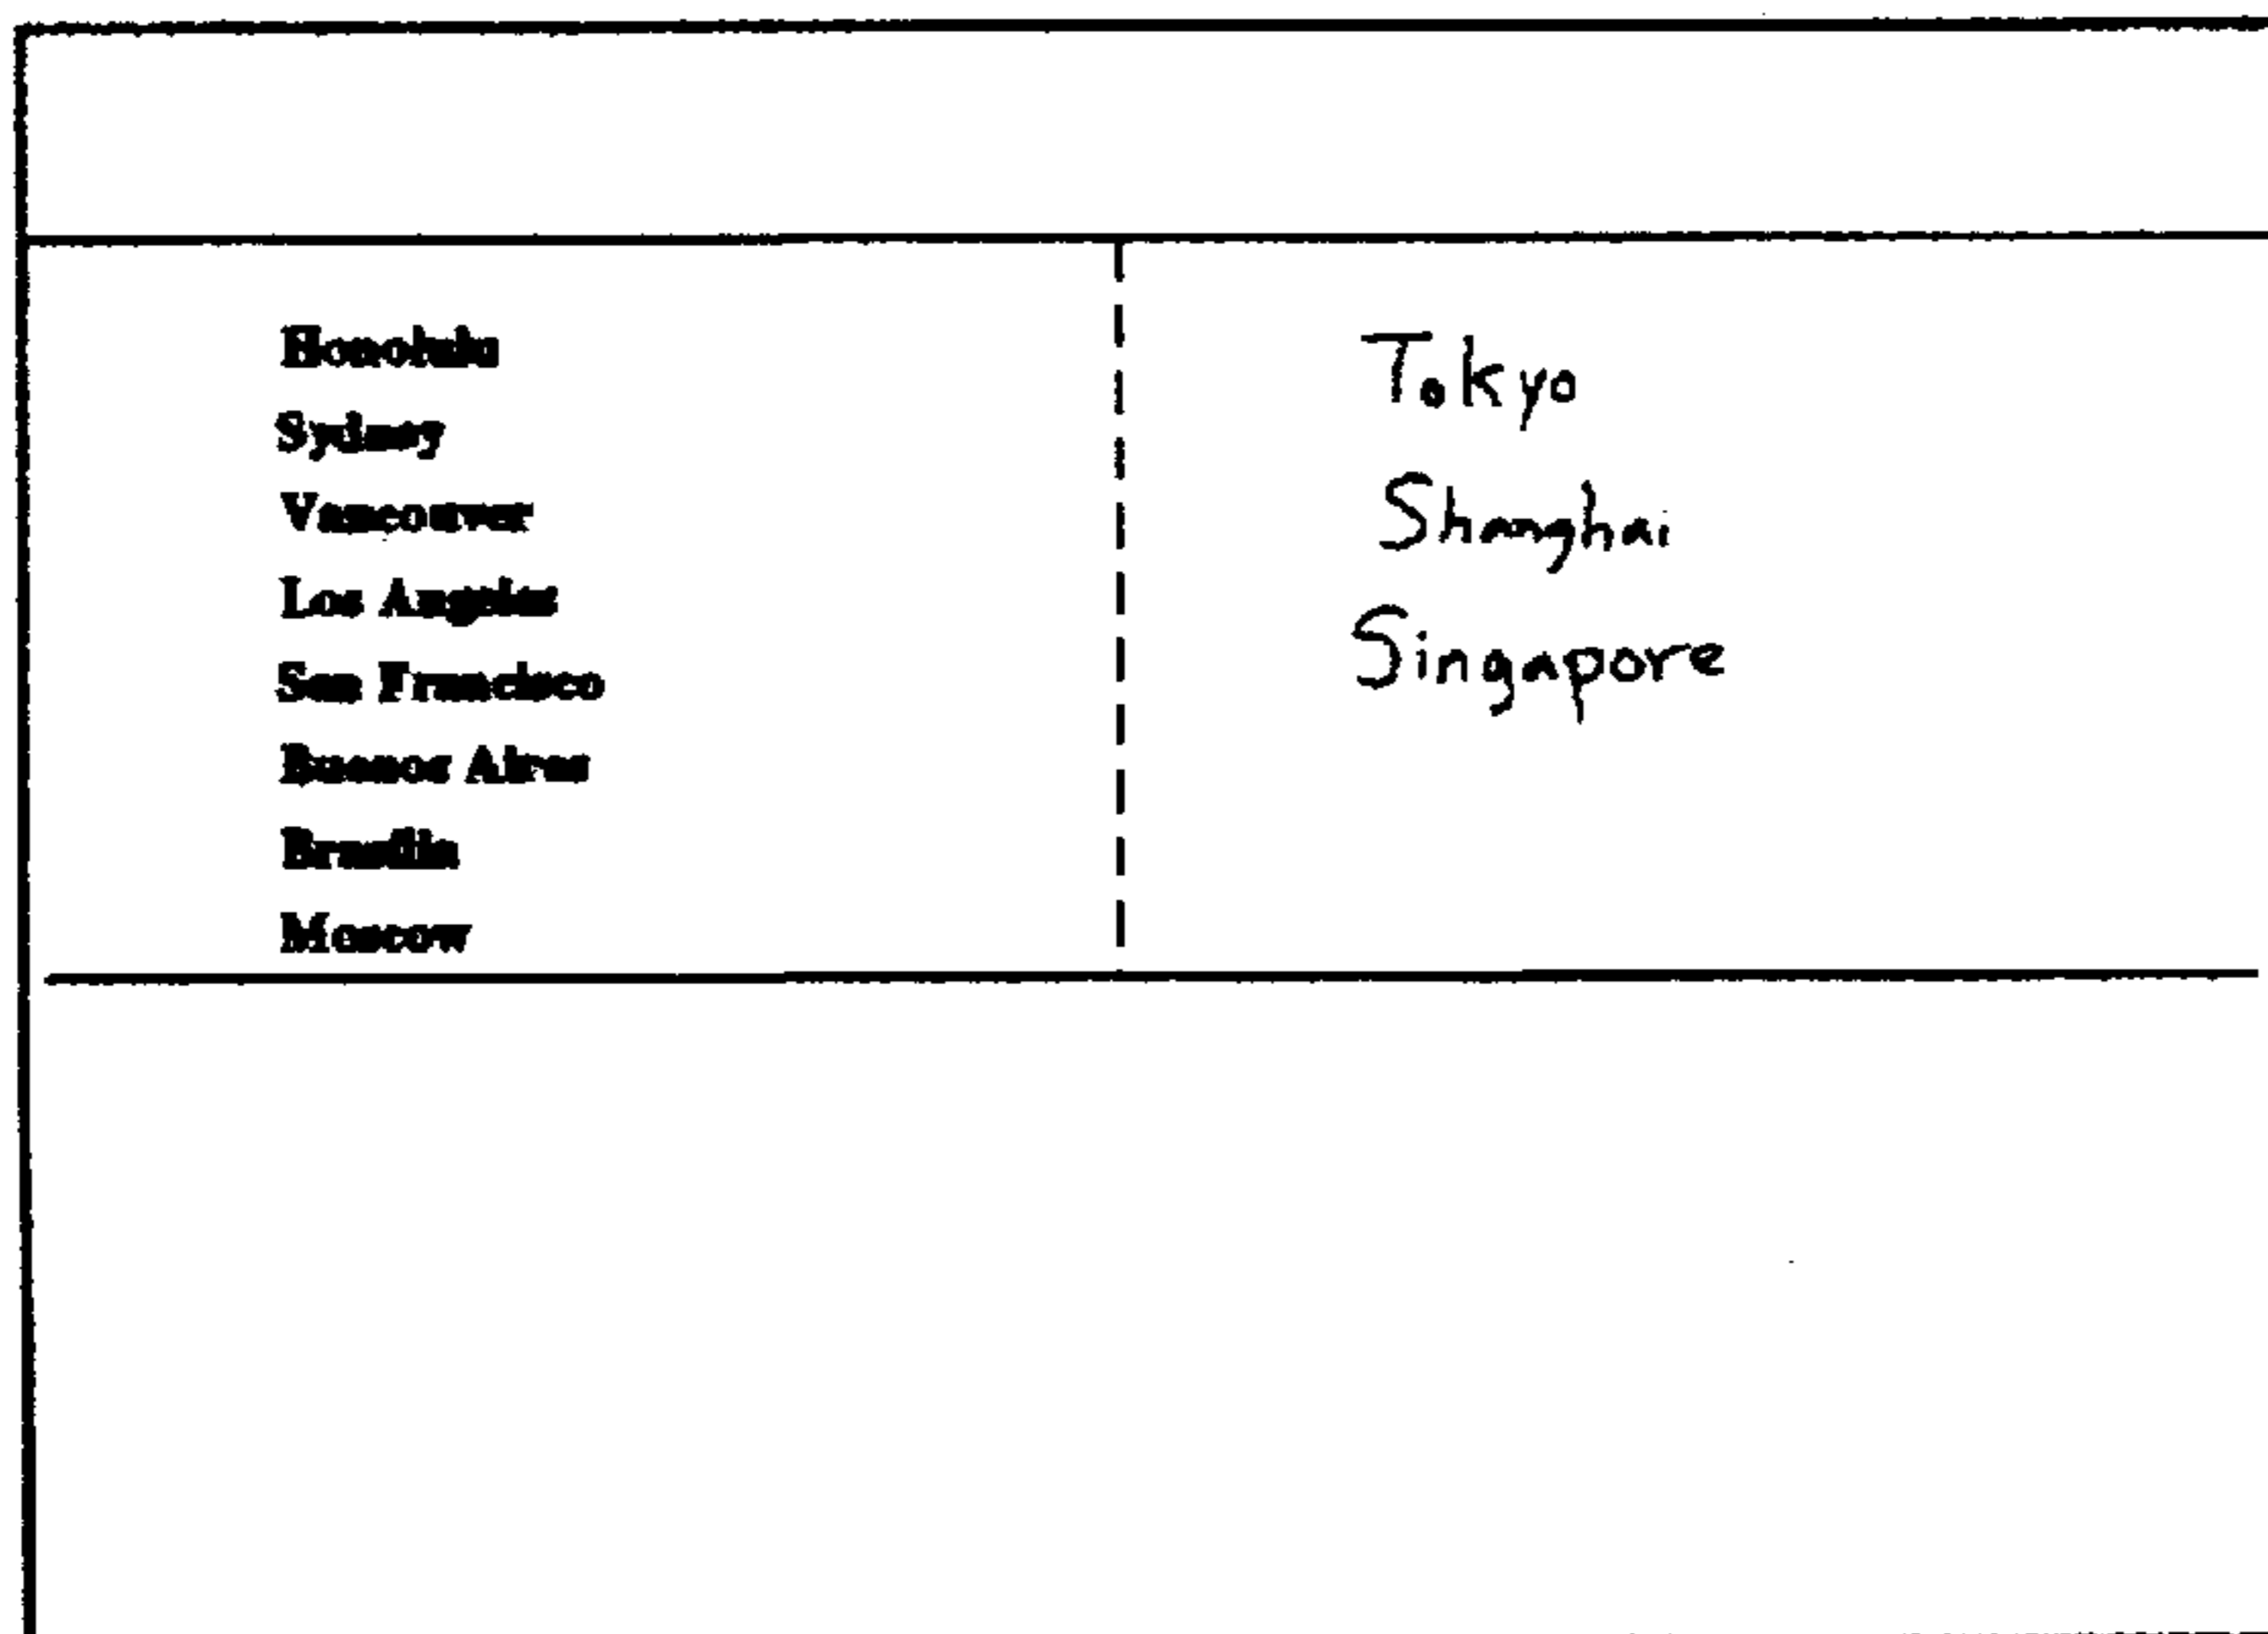 Honolulu
Sydney
Vancouver
Los Angeles
San Francisco
Buenos Aires
Brasilia
Moscow
Tokyo
Shanghai
Singapore